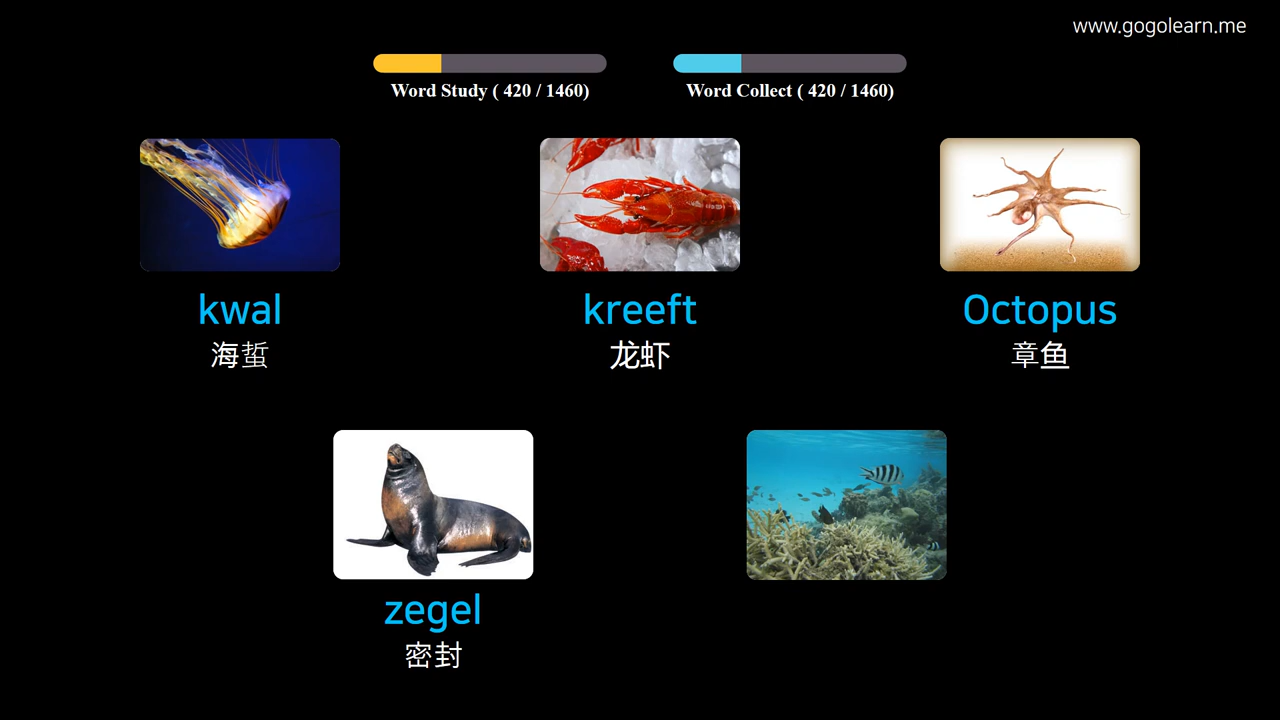 www.gogolearn.me
Word Study ( 420 / 1460)
Word Collect ( 420 / 1460)
kwal
海蜇
kreeft
龙虾
Octopus
章鱼
zegel
密封